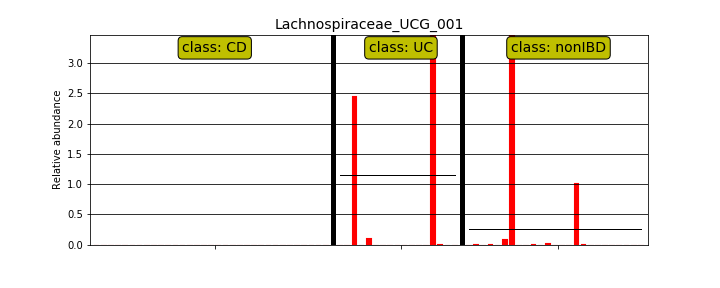 Lachnospiraceae_UCG_001
class: CD
class: UC
class: nonIBD
Relative abundance
3.0
2.5
2.0
1.5
1.0
0.5
0.0